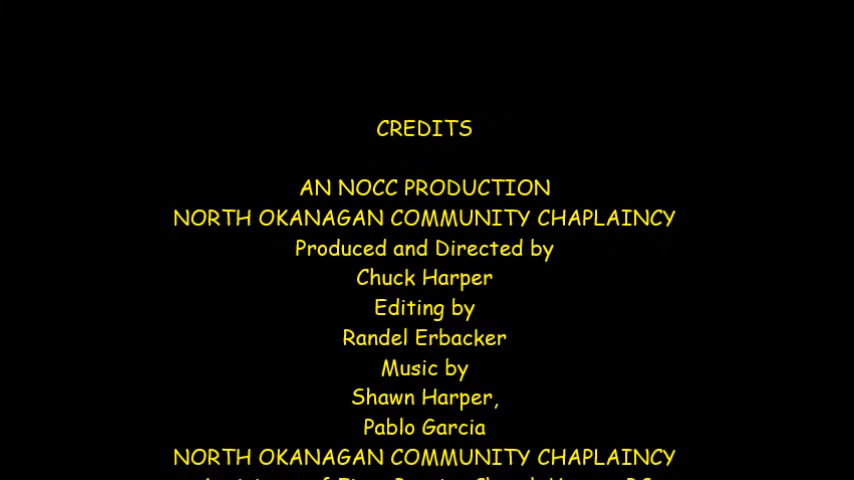 CREDITS
AN NOCC PRODUCTION
NORTH OKANAGAN COMMUNITY CHAPLAINCY
Produced and Directed by
Chuck Harper
Editing by
Randel Erbacker
Music by
Shawn Harper,
Pablo Garcia
NORTH OKANAGAN COMMUNITY CHAPLAINCY